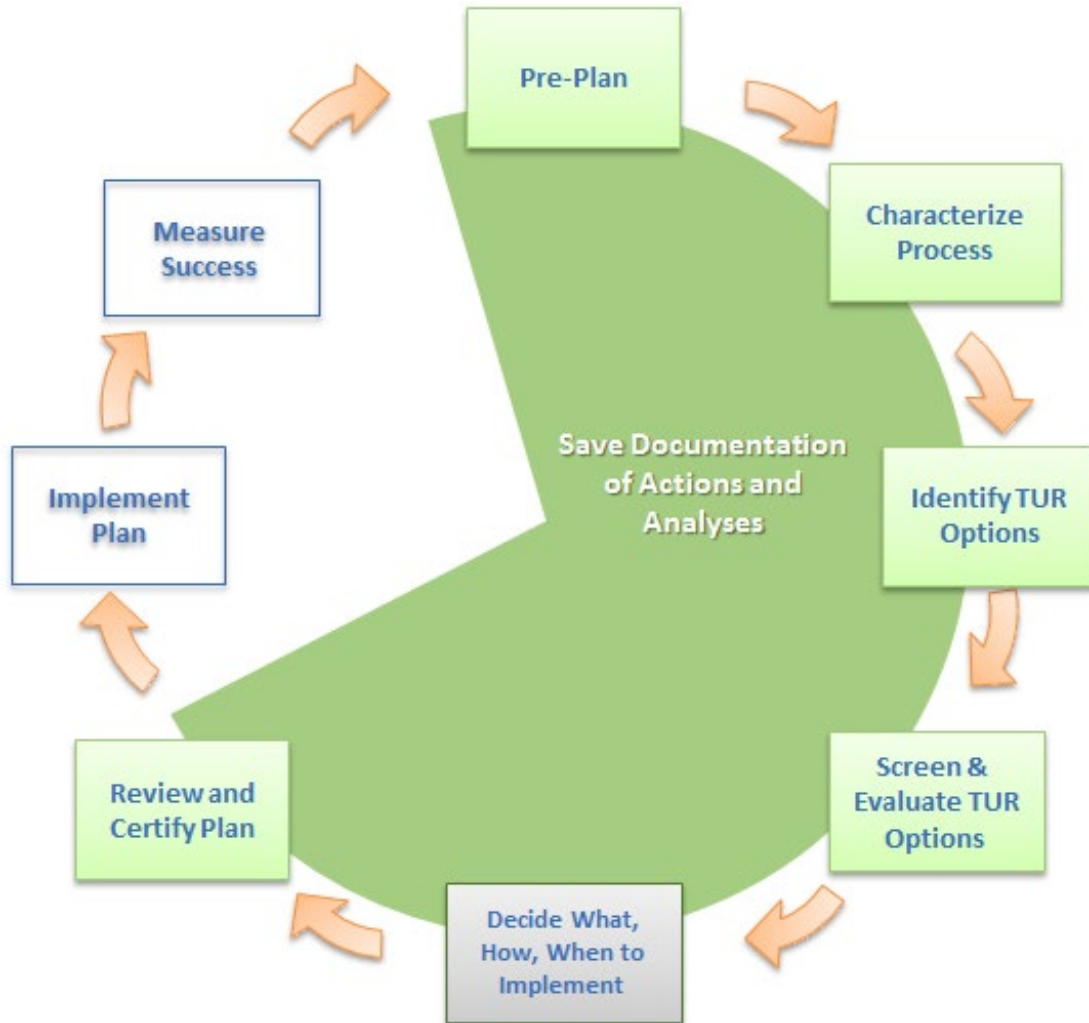 Pre-Plan
Characterize
Process
Identify TUR
Options
Screen &
Evaluate TUR
Options
Decide What,
How, When to
Implement
Review and
Certify Plan
Implement
Plan
Measure
Success
Save Documentation
of Actions and
Analyses